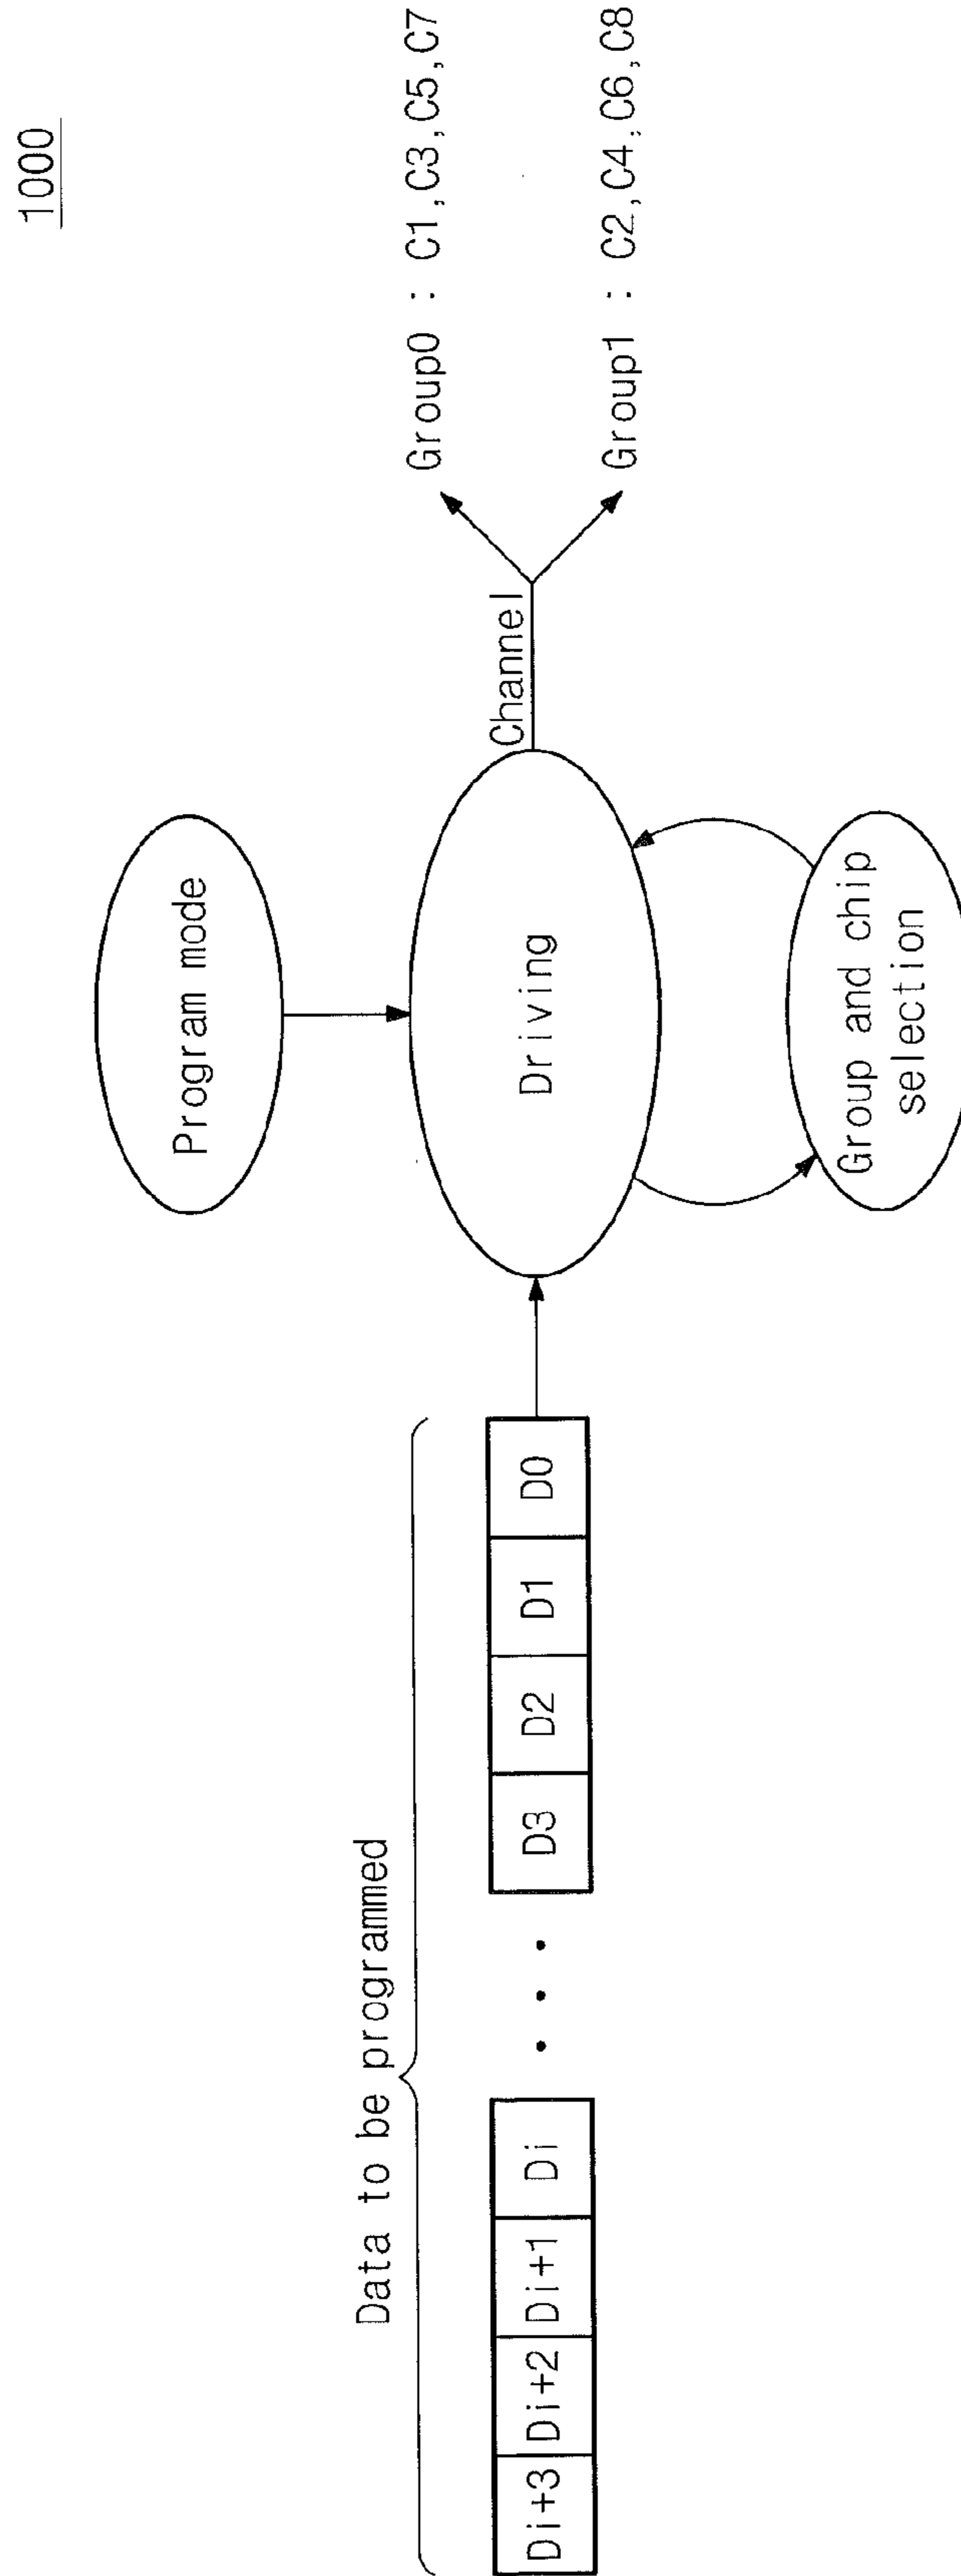 1000
Program mode
Data to be programmed
Di+3 Di+2 Di+1 Di ... D3 D2 D1 D0
Driving
Channel
Group0 : C1,C3,C5,C7
Group1 : C2,C4,C6,C8
Group and chip
selection